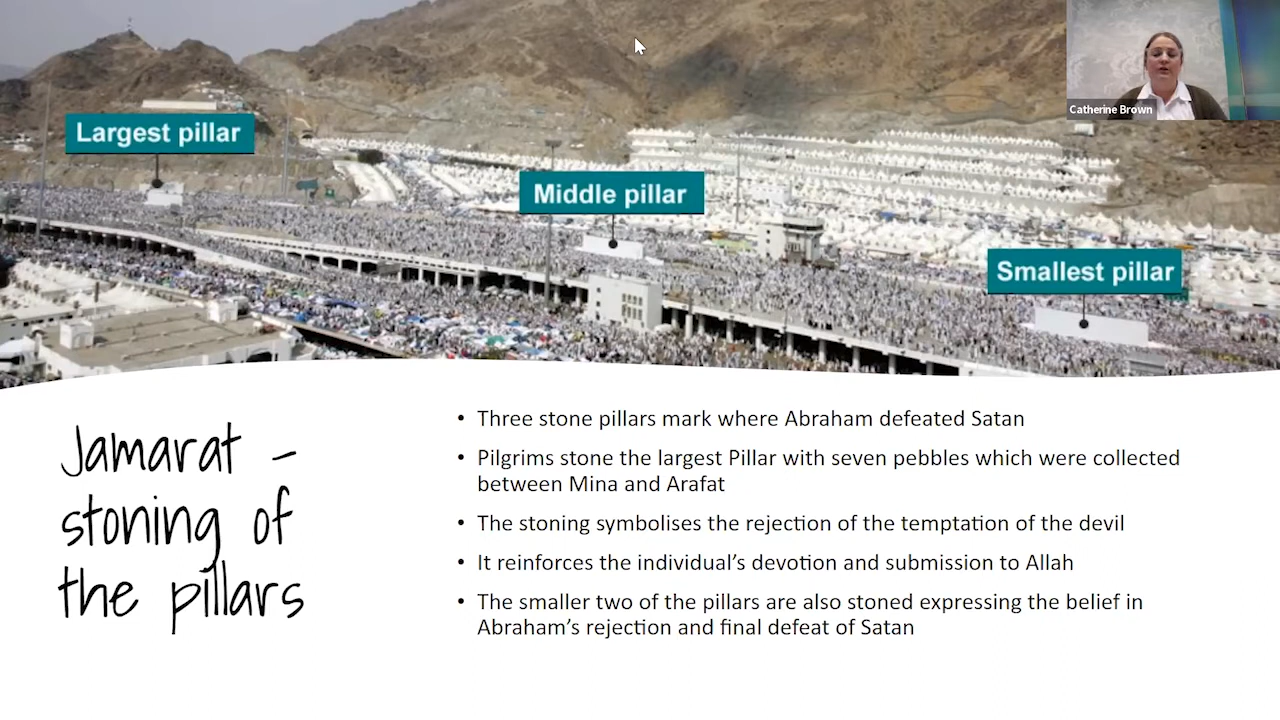 Catherine Brown
Largest pillar
Middle pillar
Smallest pillar
Jamarat -
stoning of
the pillars
• Three stone pillars mark where Abraham defeated Satan
• Pilgrims stone the largest Pillar with seven pebbles which were collected
between Mina and Arafat
• The stoning symbolises the rejection of the temptation of the devil
• It reinforces the individual's devotion and submission to Allah
• The smaller two of the pillars are also stoned expressing the belief in
Abraham's rejection and final defeat of Satan